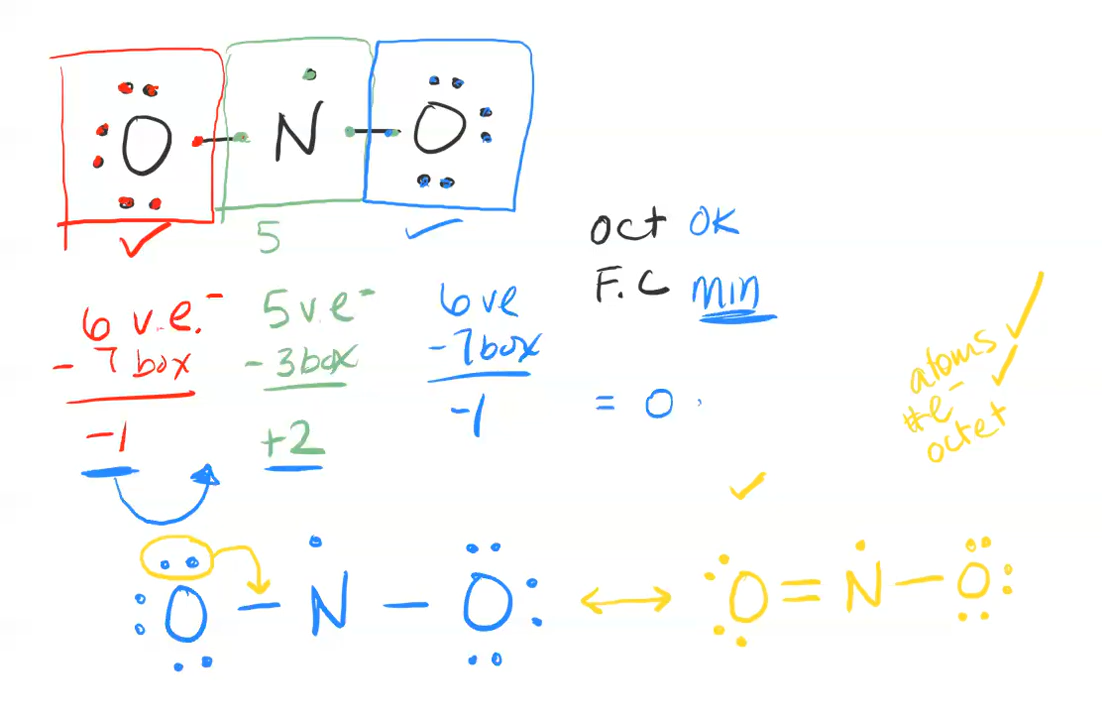 O - N - O
5
oct OK
F.C min
6 v.e.⁻
- 7 box
-1
5 v.e⁻
- 3 box
+2
6 ve
- 7 box
-1
= 0
atoms ✓
#e⁻ ✓
octet
O - N - O ↔ O = N - O